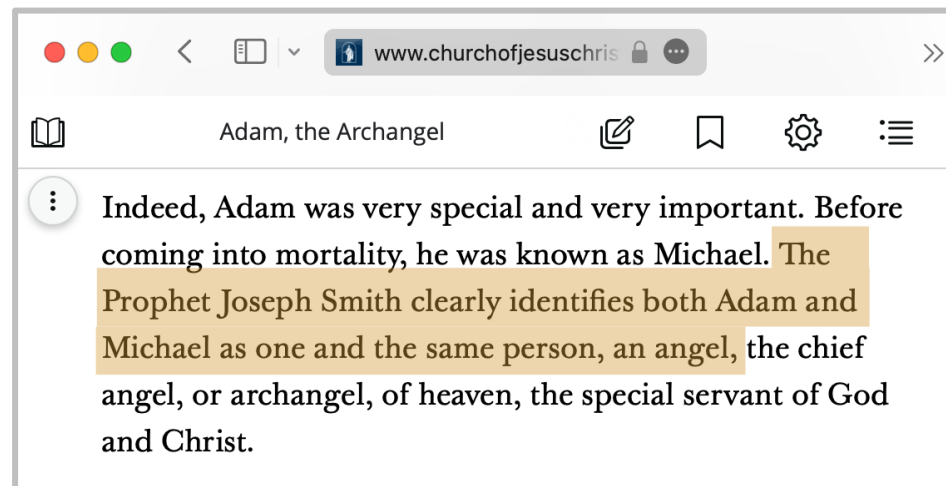 www.churchofjesuschris
Adam, the Archangel
Indeed, Adam was very special and very important. Before
coming into mortality, he was known as Michael. The
Prophet Joseph Smith clearly identifies both Adam and
Michael as one and the same person, an angel, the chief
angel, or archangel, of heaven, the special servant of God
and Christ.